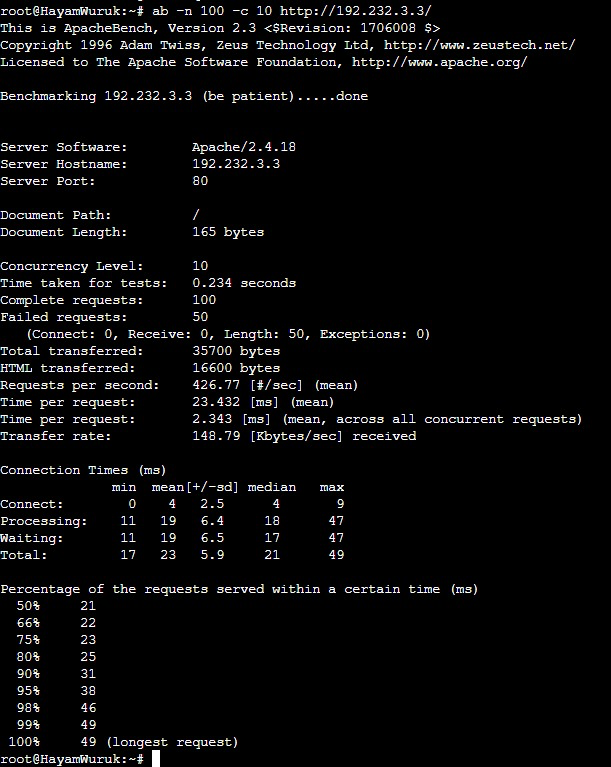 root@HayamWuruk:~# ab -n 100 -c 10 http://192.232.3.3/
This is ApacheBench, Version 2.3 <$Revision: 1706008 $>
Copyright 1996 Adam Twiss, Zeus Technology Ltd, http://www.zeustech.net/
Licensed to The Apache Software Foundation, http://www.apache.org/

Benchmarking 192.232.3.3 (be patient).....done


Server Software:        Apache/2.4.18
Server Hostname:        192.232.3.3
Server Port:            80

Document Path:          /
Document Length:        165 bytes

Concurrency Level:      10
Time taken for tests:   0.234 seconds
Complete requests:      100
Failed requests:        50
   (Connect: 0, Receive: 0, Length: 50, Exceptions: 0)
Total transferred:      35700 bytes
HTML transferred:       16600 bytes
Requests per second:    426.77 [#/sec] (mean)
Time per request:       23.432 [ms] (mean)
Time per request:       2.343 [ms] (mean, across all concurrent requests)
Transfer rate:          148.79 [Kbytes/sec] received

Connection Times (ms)
              min  mean[+/-sd] median   max
Connect:        0    4   2.5      4       9
Processing:    11   19   6.4     18      47
Waiting:       11   19   6.5     17      47
Total:         17   23   5.9     21      49

Percentage of the requests served within a certain time (ms)
  50%     21
  66%     22
  75%     23
  80%     25
  90%     31
  95%     38
  98%     46
  99%     49
 100%     49 (longest request)
root@HayamWuruk:~#